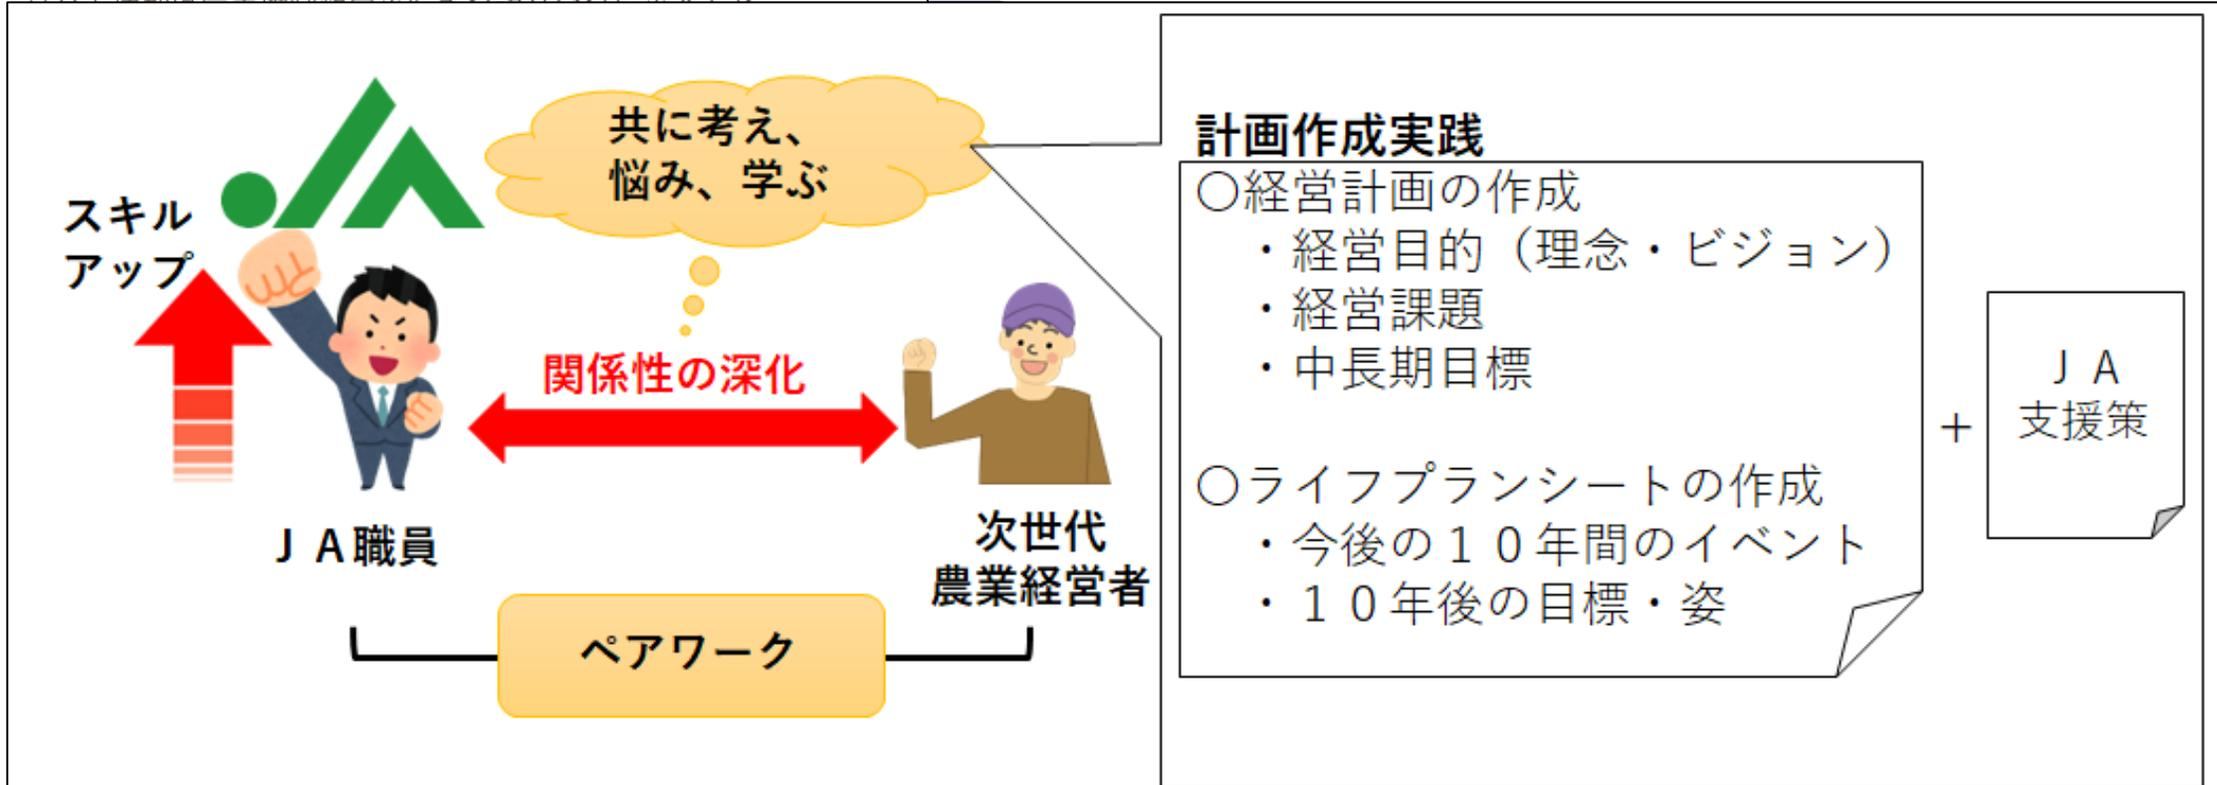 スキル
アップ
共に考え、
悩み、学ぶ
関係性の深化
ＪＡ職員
次世代
農業経営者
ペアワーク
計画作成実践
〇経営計画の作成
・経営目的（理念・ビジョン）
・経営課題
・中長期目標
〇ライフプランシートの作成
・今後の１０年間のイベント
・１０年後の目標・姿
＋
ＪＡ
支援策